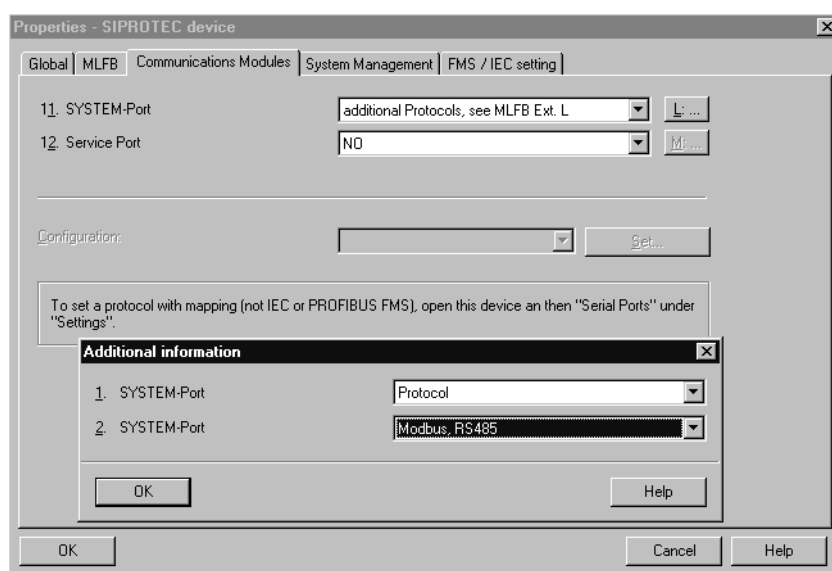 Properties - SIPROTEC device
Global MLFB Communications Modules System Management FMS / IEC setting
11. SYSTEM-Port additional Protocols, see MLFB Ext. L L: ...
12. Service Port NO M: ...
Configuration: Set...
To set a protocol with mapping (not IEC or PROFIBUS FMS), open this device an then "Serial Ports" under
"Settings".
Additional information
1. SYSTEM-Port Protocol
2. SYSTEM-Port Modbus, RS485
OK Help
OK Cancel Help